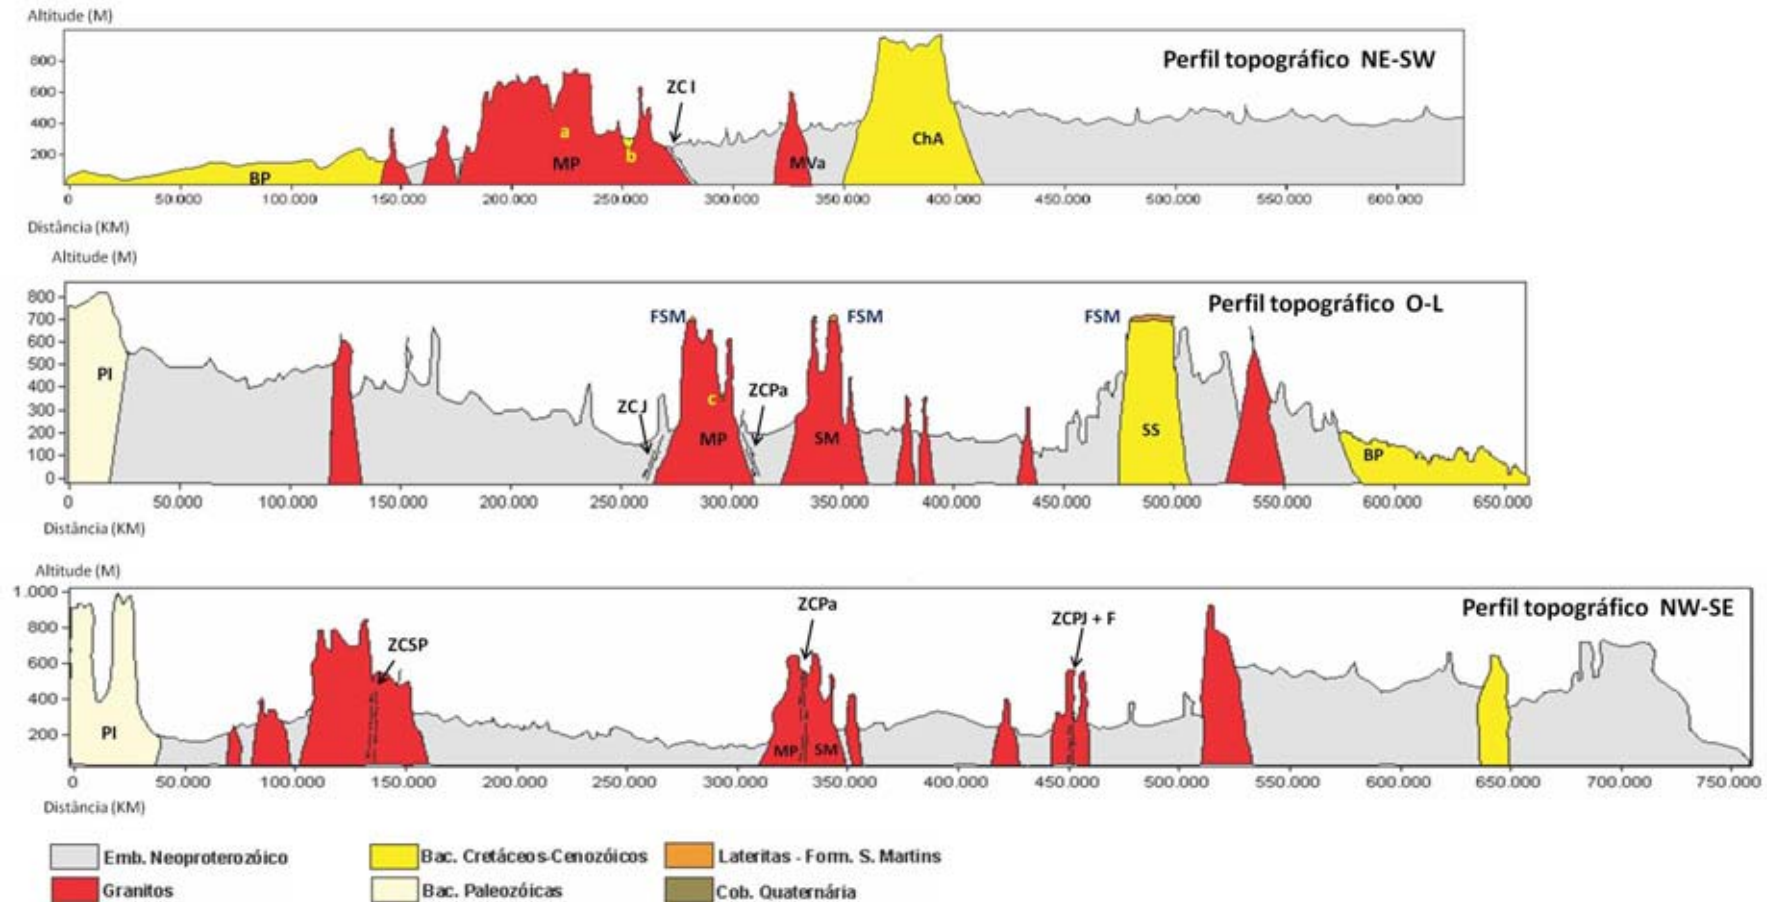 Altitude (M)
Perfil topográfico NE-SW
800
600
400
200
ZC I
a
b
MP
BP
MVa
ChA
0 50.000 100.000 150.000 200.000 250.000 300.000 350.000 400.000 450.000 500.000 550.000 600.000
Distância (KM)
Altitude (M)
Perfil topográfico O-L
800
700
600
500
400
300
200
100
0
FSM
FSM
FSM
PI
ZC J
c
ZCPa
MP
SM
SS
BP
0 50.000 100.000 150.000 200.000 250.000 300.000 350.000 400.000 450.000 500.000 550.000 600.000 650.000
Distância (KM)
Altitude (M)
Perfil topográfico NW-SE
1.000
800
600
400
200
ZCPa
ZCPJ + F
ZCSP
PI
MP
SM
0 50.000 100.000 150.000 200.000 250.000 300.000 350.000 400.000 450.000 500.000 550.000 600.000 650.000 700.000 750.000
Distância (KM)
Emb. Neoproterozóico
Bac. Cretáceos-Cenozóicos
Lateritas - Form. S. Martins
Granitos
Bac. Paleozóicas
Cob. Quaternária